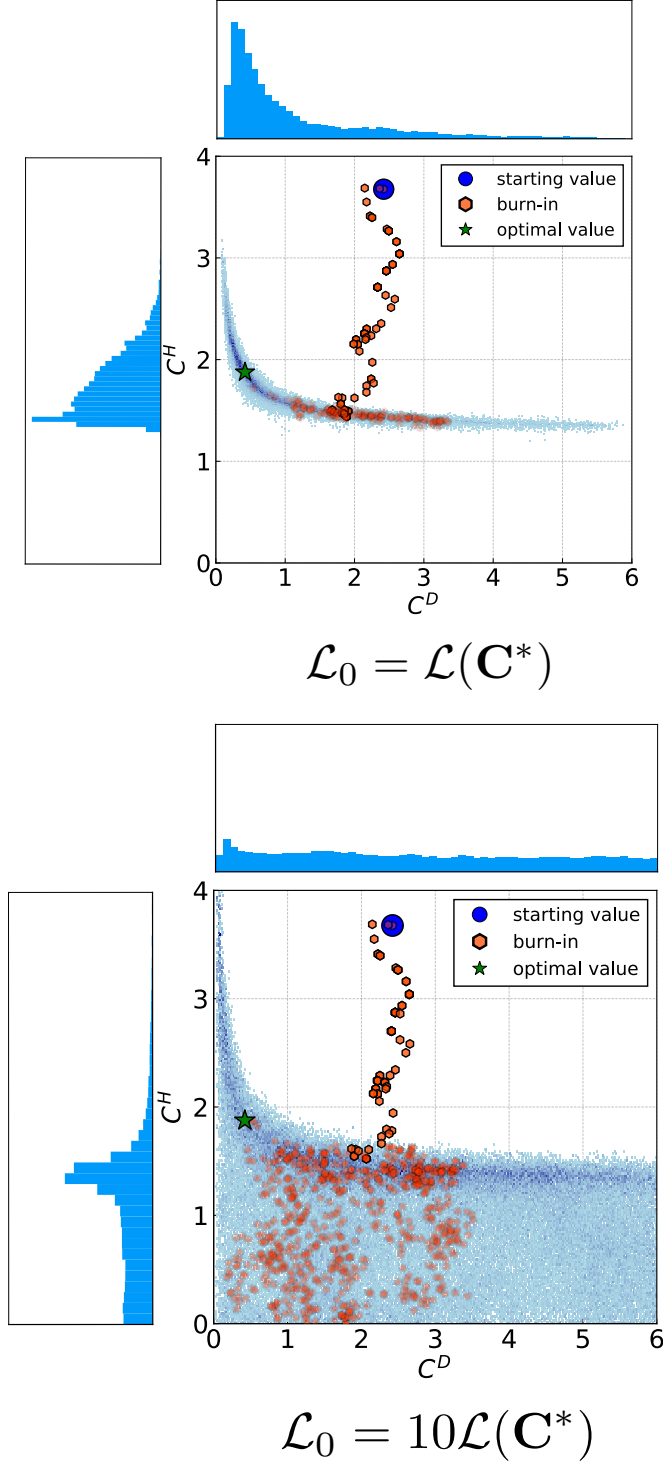 4
3
2
1
0
C^H
starting value
burn-in
optimal value
0 1 2 3 4 5 6
C^D
ℒ₀ = ℒ(C*)
4
3
2
1
0
C^H
starting value
burn-in
optimal value
0 1 2 3 4 5 6
C^D
ℒ₀ = 10ℒ(C*)